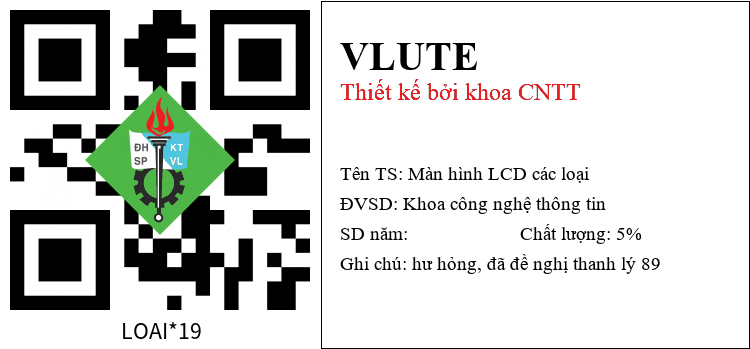 ĐH KT
SP VL
LOAI*19
VLUTE
Thiết kế bởi khoa CNTT
Tên TS: Màn hình LCD các loại
ĐVSD: Khoa công nghệ thông tin
SD năm: Chất lượng: 5%
Ghi chú: hư hỏng, đã đề nghị thanh lý 89